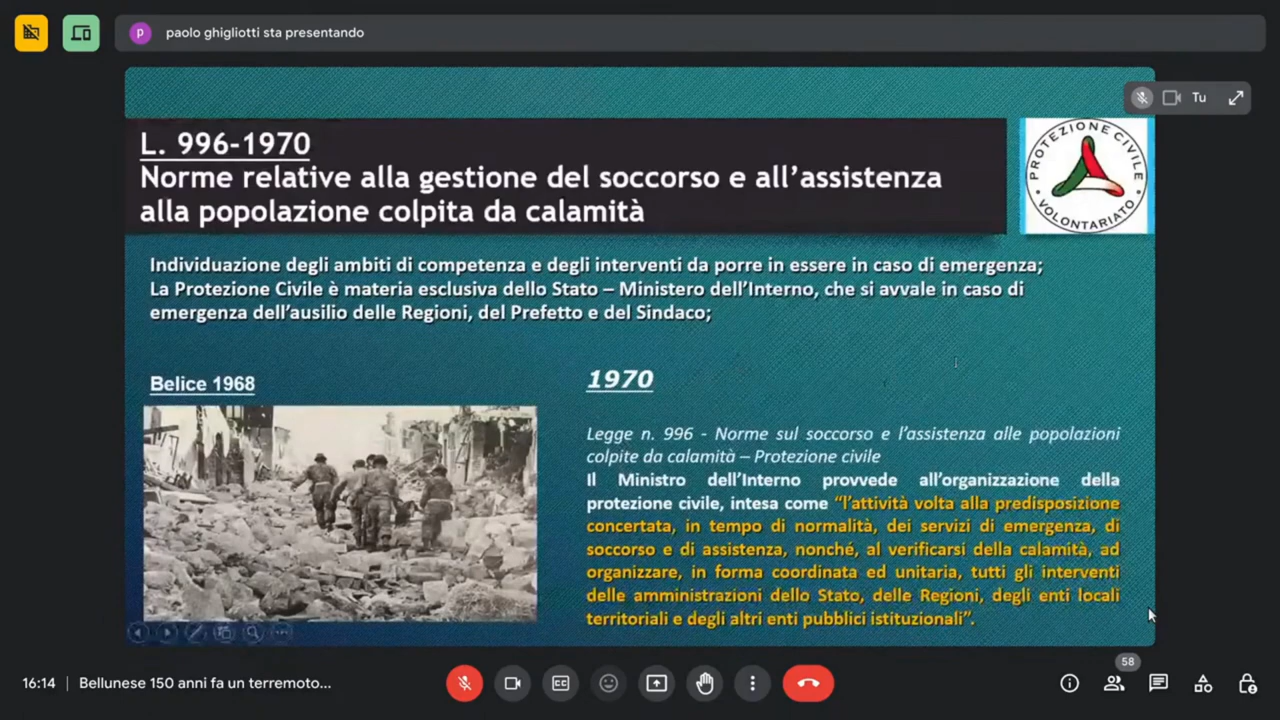 p paolo ghigliotti sta presentando
Tu
L. 996-1970
Norme relative alla gestione del soccorso e all’assistenza
alla popolazione colpita da calamità
PROTEZIONE CIVILE
VOLONTARIATO
Individuazione degli ambiti di competenza e degli interventi da porre in essere in caso di emergenza;
La Protezione Civile è materia esclusiva dello Stato – Ministero dell’Interno, che si avvale in caso di
emergenza dell’ausilio delle Regioni, del Prefetto e del Sindaco;
Belice 1968
1970
Legge n. 996 - Norme sul soccorso e l’assistenza alle popolazioni
colpite da calamità – Protezione civile
Il Ministro dell’Interno provvede all’organizzazione della
protezione civile, intesa come “l’attività volta alla predisposizione
concertata, in tempo di normalità, dei servizi di emergenza, di
soccorso e di assistenza, nonché, al verificarsi della calamità, ad
organizzare, in forma coordinata ed unitaria, tutti gli interventi
delle amministrazioni dello Stato, delle Regioni, degli enti locali
territoriali e degli altri enti pubblici istituzionali”.
16:14 | Bellunese 150 anni fa un terremoto...
CC
58